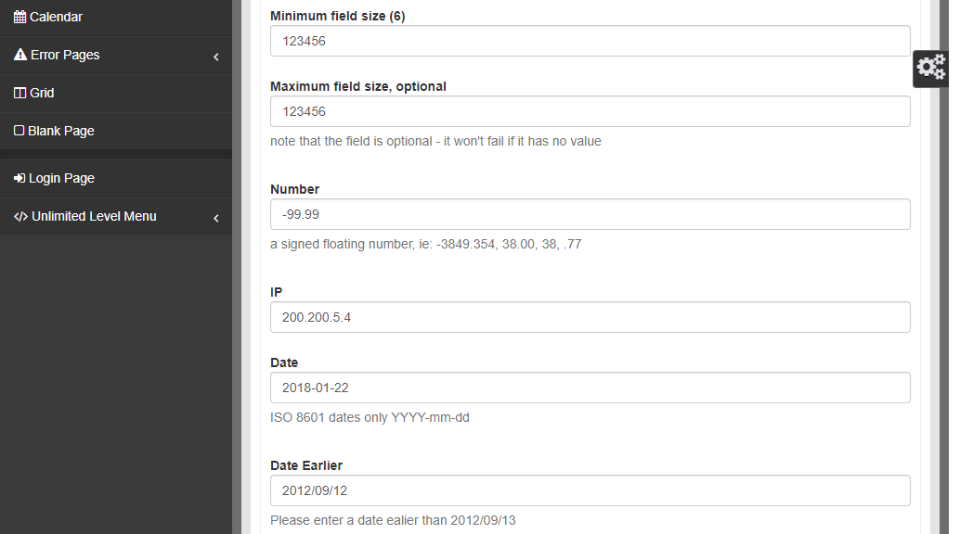 Calendar
Error Pages
Grid
Blank Page
Login Page
</> Unlimited Level Menu
Minimum field size (6)
123456
Maximum field size, optional
123456
note that the field is optional - it won't fail if it has no value
Number
-99.99
a signed floating number, ie: -3849.354, 38.00, 38, .77
IP
200.200.5.4
Date
2018-01-22
ISO 8601 dates only YYYY-mm-dd
Date Earlier
2012/09/12
Please enter a date ealier than 2012/09/13